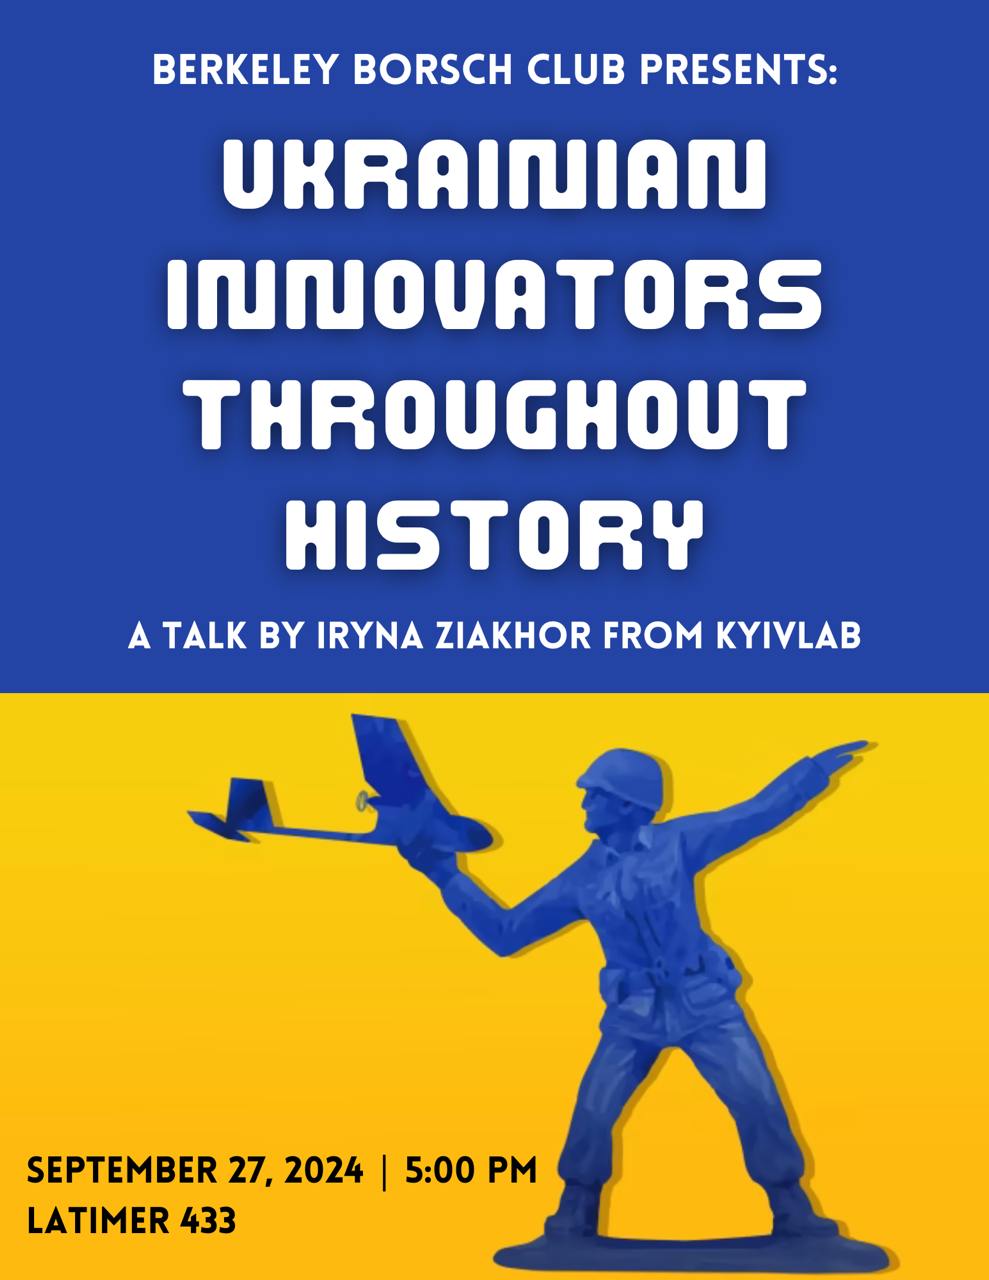 BERKELEY BORSCH CLUB PRESENTS:
UKRAINIAN
INNOVATORS
THROUGHOUT
HISTORY
A TALK BY IRYNA ZIAKHOR FROM KYIVLAB
SEPTEMBER 27, 2024 | 5:00 PM
LATIMER 433